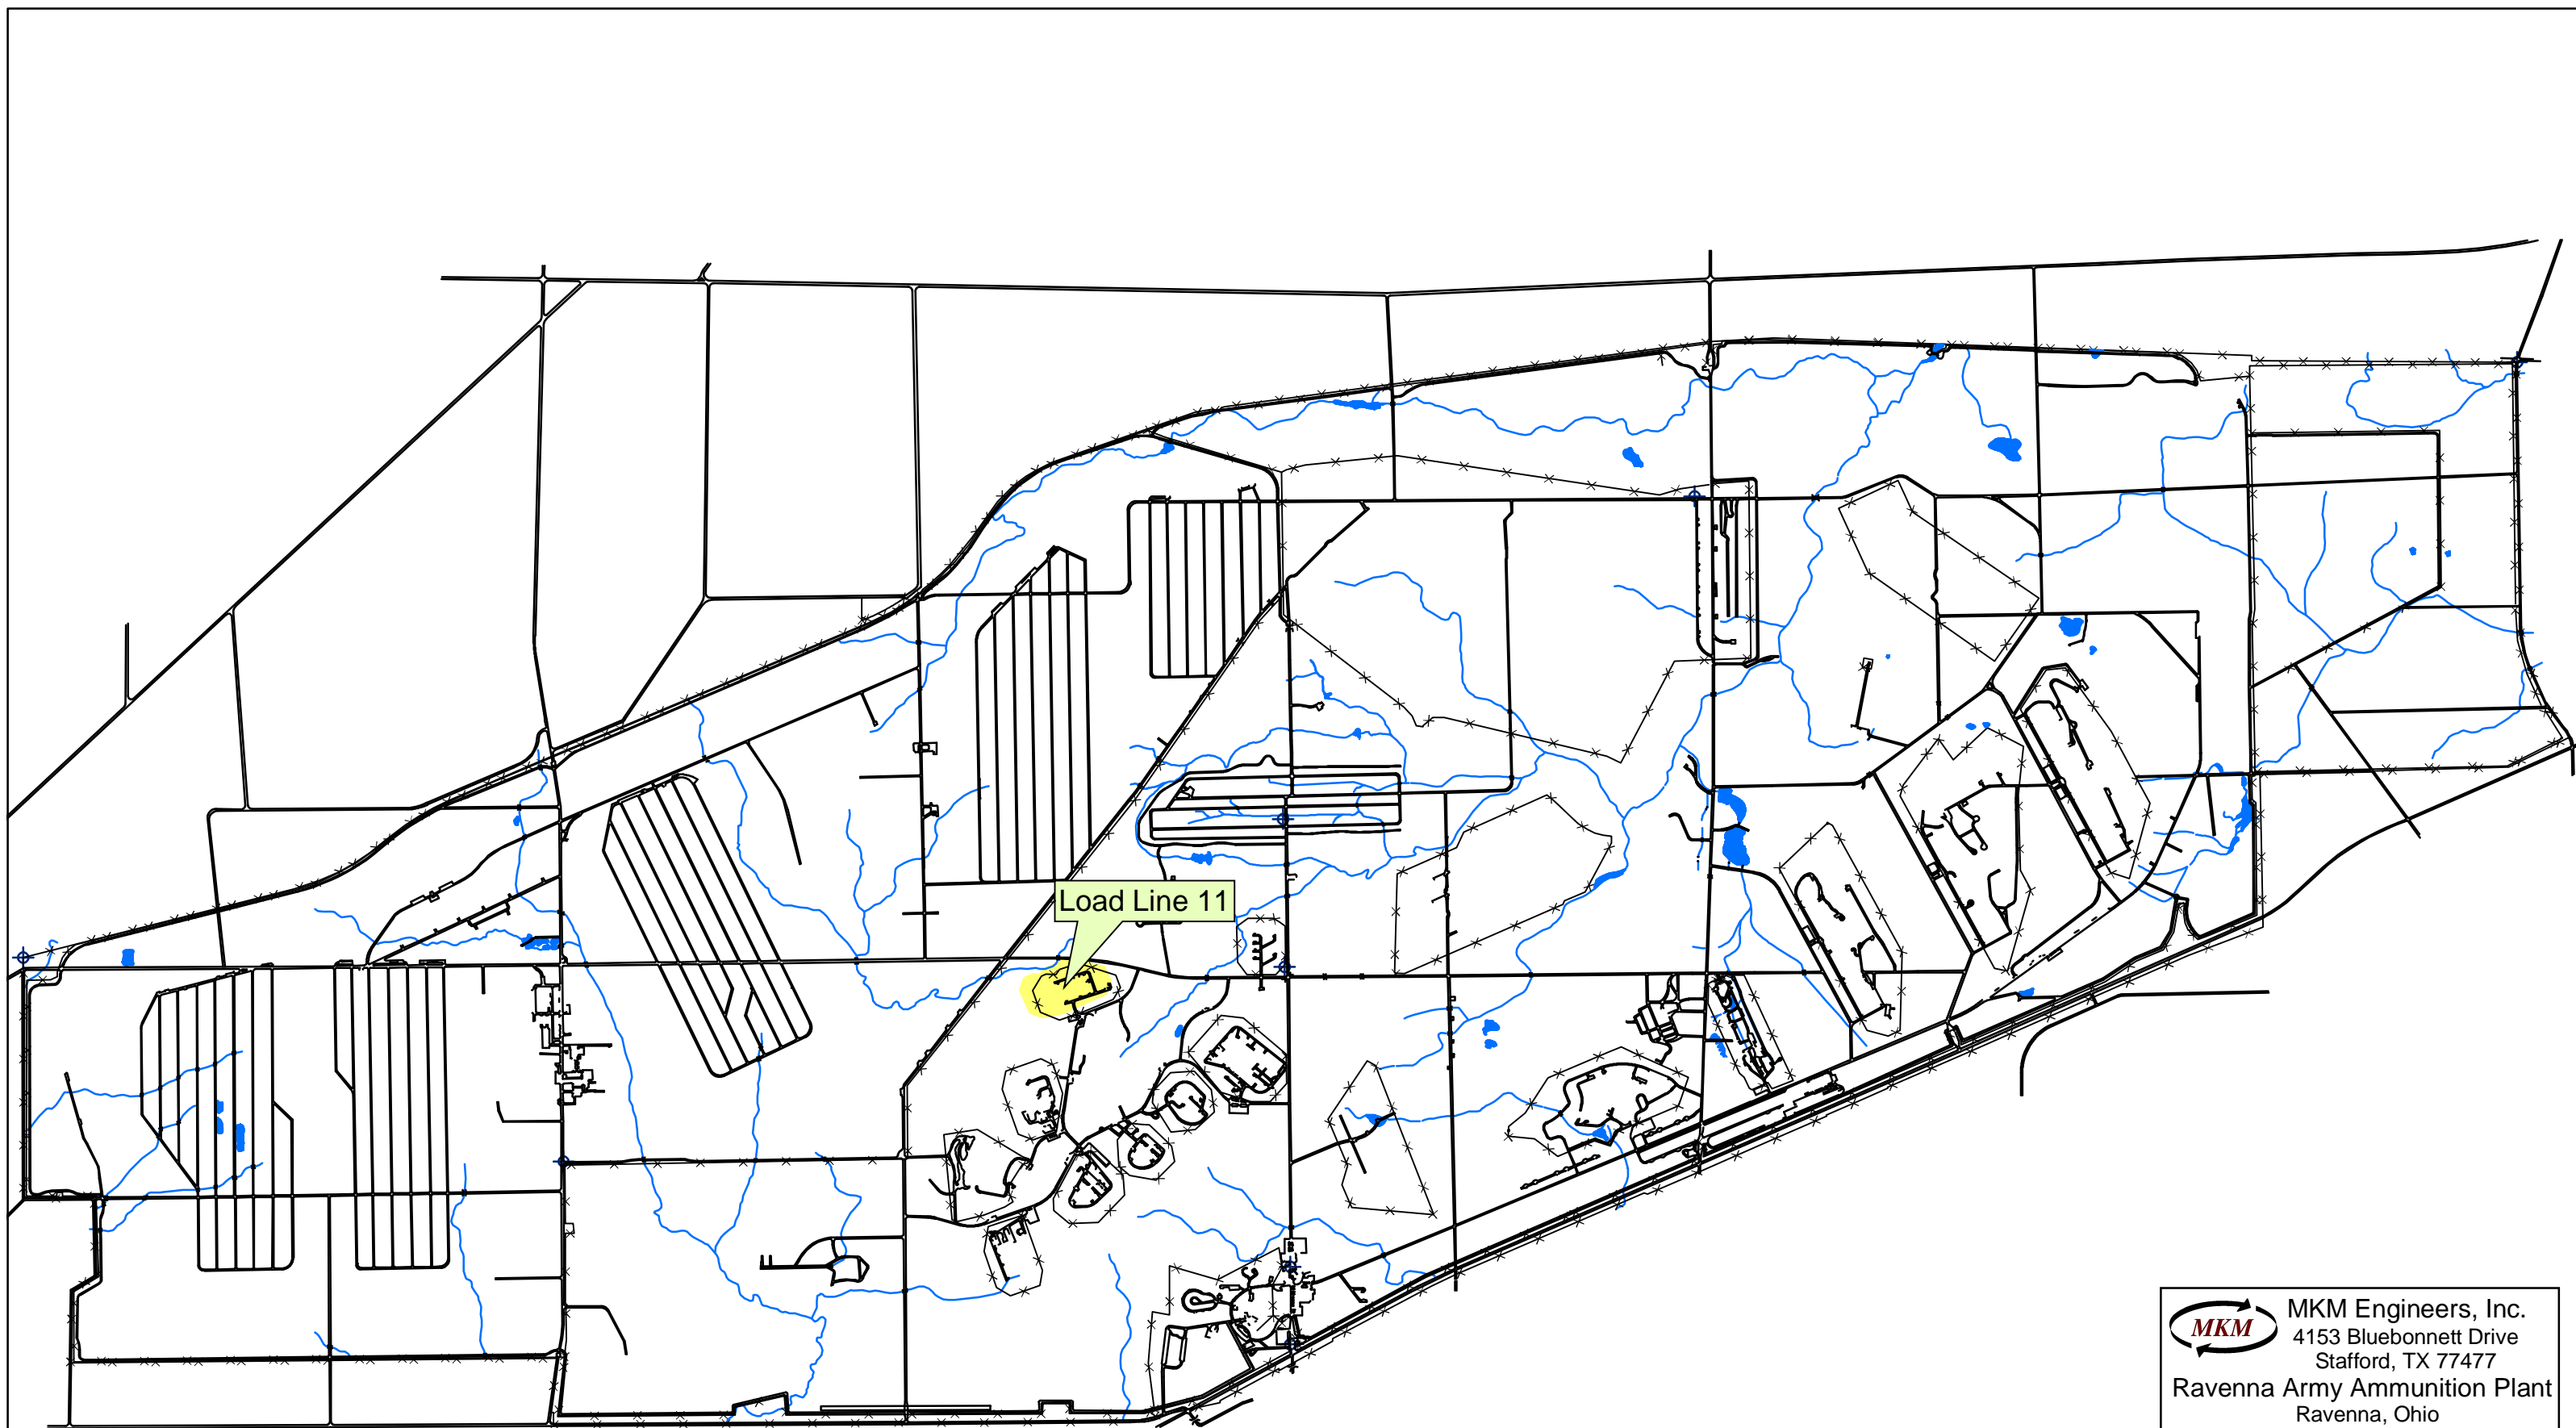 Load Line 11
MKM
MKM Engineers, Inc.
4153 Bluebonnett Drive
Stafford, TX 77477
Ravenna Army Ammunition Plant
Ravenna, Ohio